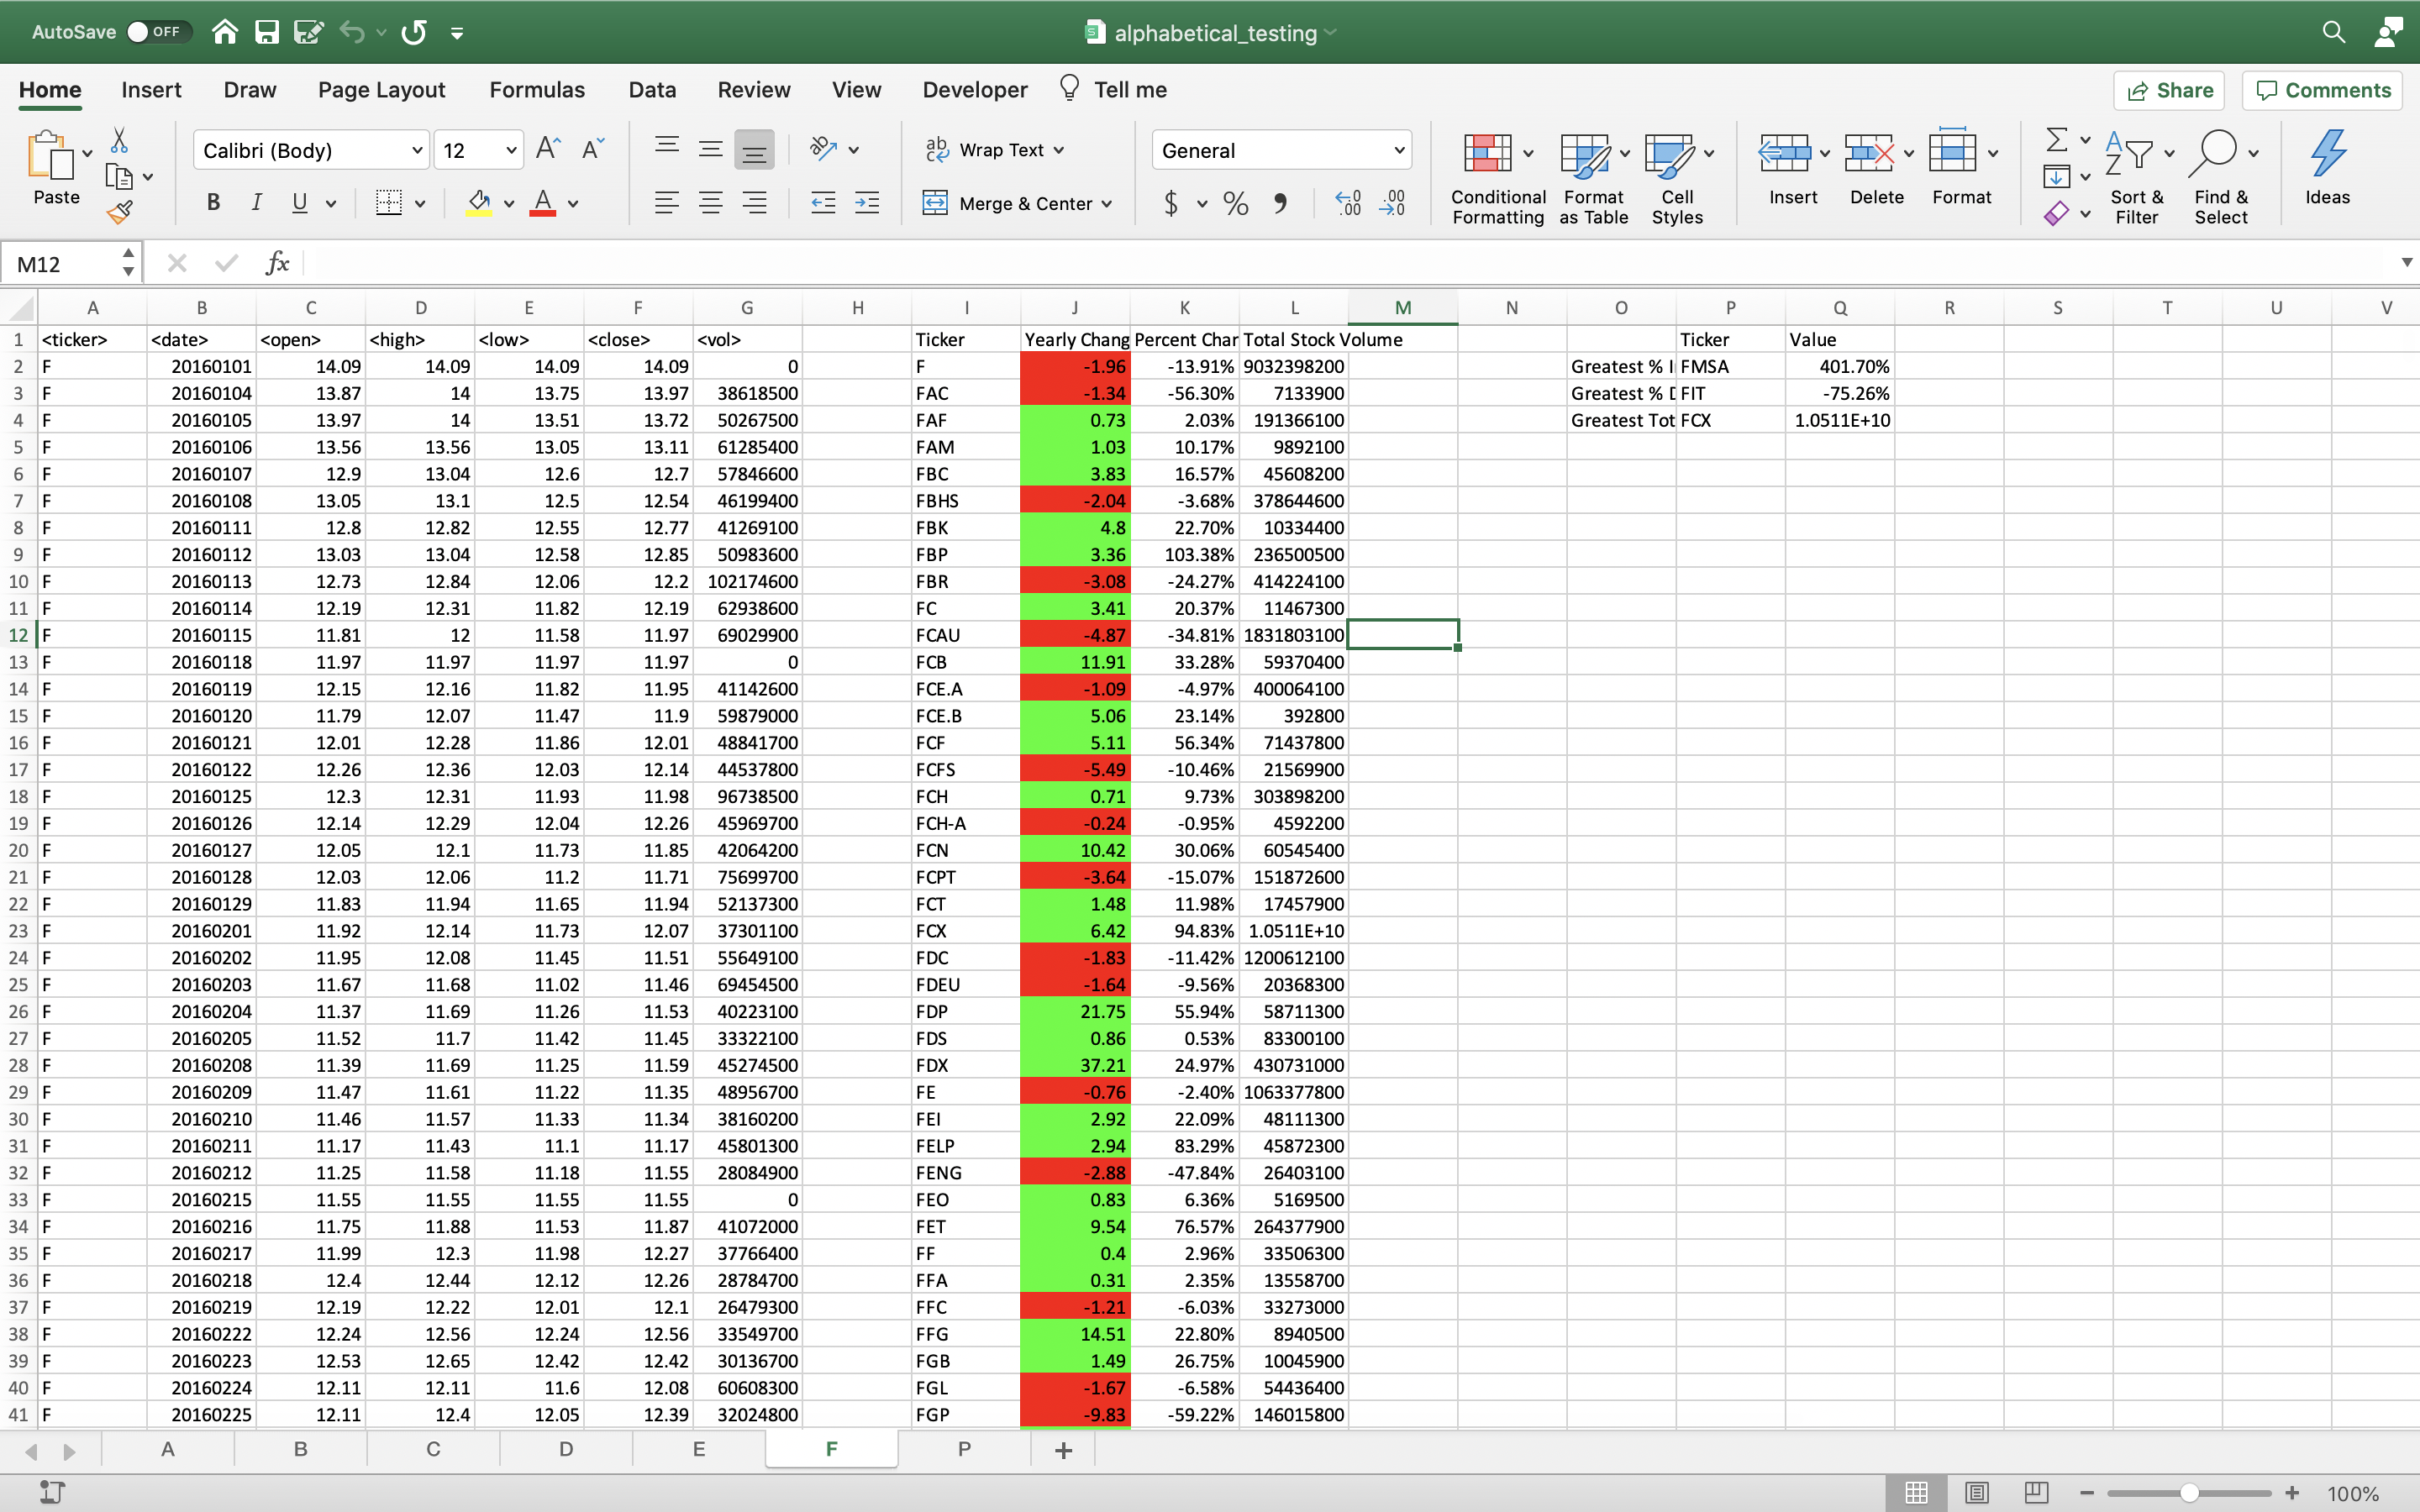 AutoSave OFF alphabetical_testing
Home Insert Draw Page Layout Formulas Data Review View Developer Tell me Share Comments
Paste Calibri (Body) 12 Wrap Text General Conditional Formatting Format as Table Cell Styles Insert Delete Format Sort & Filter Find & Select Ideas
B I U A Merge & Center $ %
M12 fx
A B C D E F G H I J K L M N O P Q R S T U V
1 <ticker> <date> <open> <high> <low> <close> <vol> Ticker Yearly Chang Percent Char Total Stock Volume Ticker Value
2 F 20160101 14.09 14.09 14.09 14.09 0 F -1.96 -13.91% 9032398200 Greatest % I FMSA 401.70%
3 F 20160104 13.87 14 13.75 13.97 38618500 FAC -1.34 -56.30% 7133900 Greatest % D FIT -75.26%
4 F 20160105 13.97 14 13.51 13.72 50267500 FAF 0.73 2.03% 191366100 Greatest Tot FCX 1.0511E+10
5 F 20160106 13.56 13.56 13.05 13.11 61285400 FAM 1.03 10.17% 9892100
6 F 20160107 12.9 13.04 12.6 12.7 57846600 FBC 3.83 16.57% 45608200
7 F 20160108 13.05 13.1 12.5 12.54 46199400 FBHS -2.04 -3.68% 378644600
8 F 20160111 12.8 12.82 12.55 12.77 41269100 FBK 4.8 22.70% 10334400
9 F 20160112 13.03 13.04 12.58 12.85 50983600 FBP 3.36 103.38% 236500500
10 F 20160113 12.73 12.84 12.06 12.2 102174600 FBR -3.08 -24.27% 414224100
11 F 20160114 12.19 12.31 11.82 12.19 62938600 FC 3.41 20.37% 11467300
12 F 20160115 11.81 12 11.58 11.97 69029900 FCAU -4.87 -34.81% 1831803100
13 F 20160118 11.97 11.97 11.97 11.97 0 FCB 11.91 33.28% 59370400
14 F 20160119 12.15 12.16 11.82 11.95 41142600 FCE.A -1.09 -4.97% 400064100
15 F 20160120 11.79 12.07 11.47 11.9 59879000 FCE.B 5.06 23.14% 392800
16 F 20160121 12.01 12.28 11.86 12.01 48841700 FCF 5.11 56.34% 71437800
17 F 20160122 12.26 12.36 12.03 12.14 44537800 FCFS -5.49 -10.46% 21569900
18 F 20160125 12.3 12.31 11.93 11.98 96738500 FCH 0.71 9.73% 303898200
19 F 20160126 12.14 12.29 12.04 12.26 45969700 FCH-A -0.24 -0.95% 4592200
20 F 20160127 12.05 12.1 11.73 11.85 42064200 FCN 10.42 30.06% 60545400
21 F 20160128 12.03 12.06 11.2 11.71 75699700 FCPT -3.64 -15.07% 151872600
22 F 20160129 11.83 11.94 11.65 11.94 52137300 FCT 1.48 11.98% 17457900
23 F 20160201 11.92 12.14 11.73 12.07 37301100 FCX 6.42 94.83% 1.0511E+10
24 F 20160202 11.95 12.08 11.45 11.51 55649100 FDC -1.83 -11.42% 1200612100
25 F 20160203 11.67 11.68 11.02 11.46 69454500 FDEU -1.64 -9.56% 20368300
26 F 20160204 11.37 11.69 11.26 11.53 40223100 FDP 21.75 55.94% 58711300
27 F 20160205 11.52 11.7 11.42 11.45 33322100 FDS 0.86 0.53% 83300100
28 F 20160208 11.39 11.69 11.25 11.59 45274500 FDX 37.21 24.97% 430731000
29 F 20160209 11.47 11.61 11.22 11.35 48956700 FE -0.76 -2.40% 1063377800
30 F 20160210 11.46 11.57 11.33 11.34 38160200 FEI 2.92 22.09% 48111300
31 F 20160211 11.17 11.43 11.1 11.17 45801300 FELP 2.94 83.29% 45872300
32 F 20160212 11.25 11.58 11.18 11.55 28084900 FENG -2.88 -47.84% 26403100
33 F 20160215 11.55 11.55 11.55 11.55 0 FEO 0.83 6.36% 5169500
34 F 20160216 11.75 11.88 11.53 11.87 41072000 FET 9.54 76.57% 264377900
35 F 20160217 11.99 12.3 11.98 12.27 37766400 FF 0.4 2.96% 33506300
36 F 20160218 12.4 12.44 12.12 12.26 28784700 FFA 0.31 2.35% 13558700
37 F 20160219 12.19 12.22 12.01 12.1 26479300 FFC -1.21 -6.03% 33273000
38 F 20160222 12.24 12.56 12.24 12.56 33549700 FFG 14.51 22.80% 8940500
39 F 20160223 12.53 12.65 12.42 12.42 30136700 FGB 1.49 26.75% 10045900
40 F 20160224 12.11 12.11 11.6 12.08 60608300 FGL -1.67 -6.58% 54436400
41 F 20160225 12.11 12.4 12.05 12.39 32024800 FGP -9.83 -59.22% 146015800
A B C D E F P +
100%